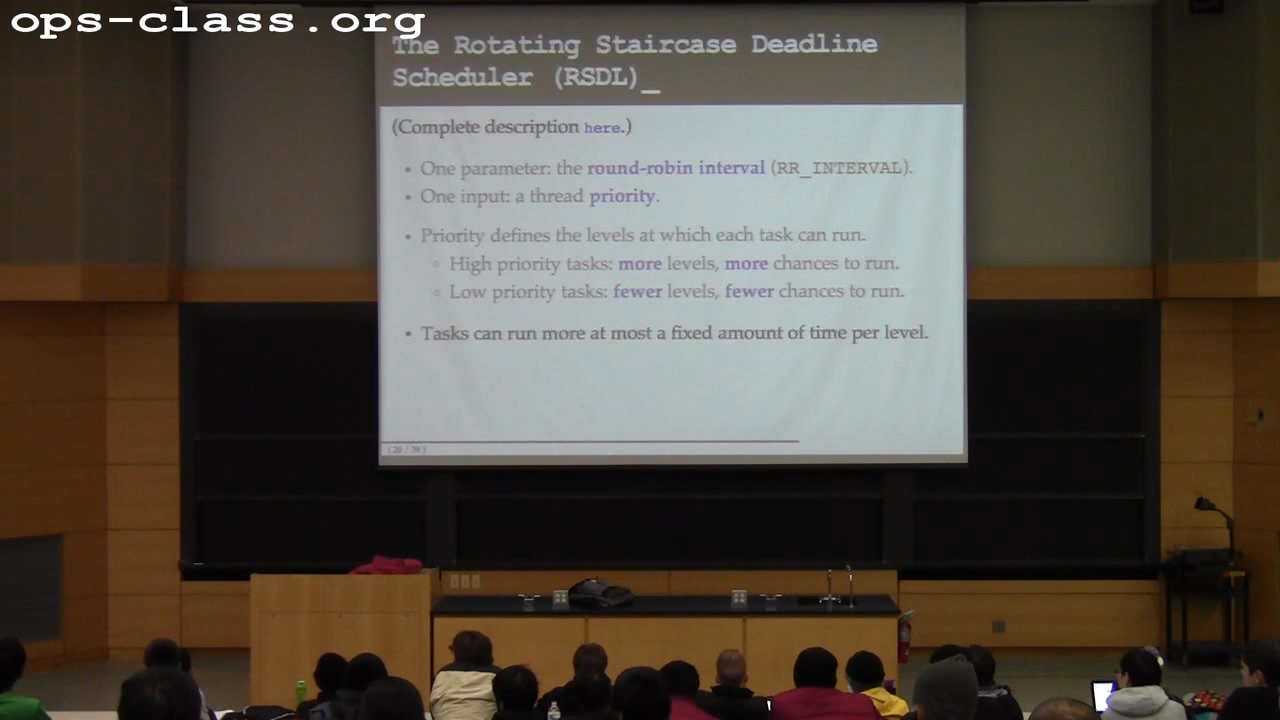 ops-class.org
The Rotating Staircase Deadline
Scheduler (RSDL)_
(Complete description here.)
• One parameter: the round-robin interval (RR_INTERVAL).
• One input: a thread priority.
• Priority defines the levels at which each task can run.
◦ High priority tasks: more levels, more chances to run.
◦ Low priority tasks: fewer levels, fewer chances to run.
• Tasks can run more at most a fixed amount of time per level.